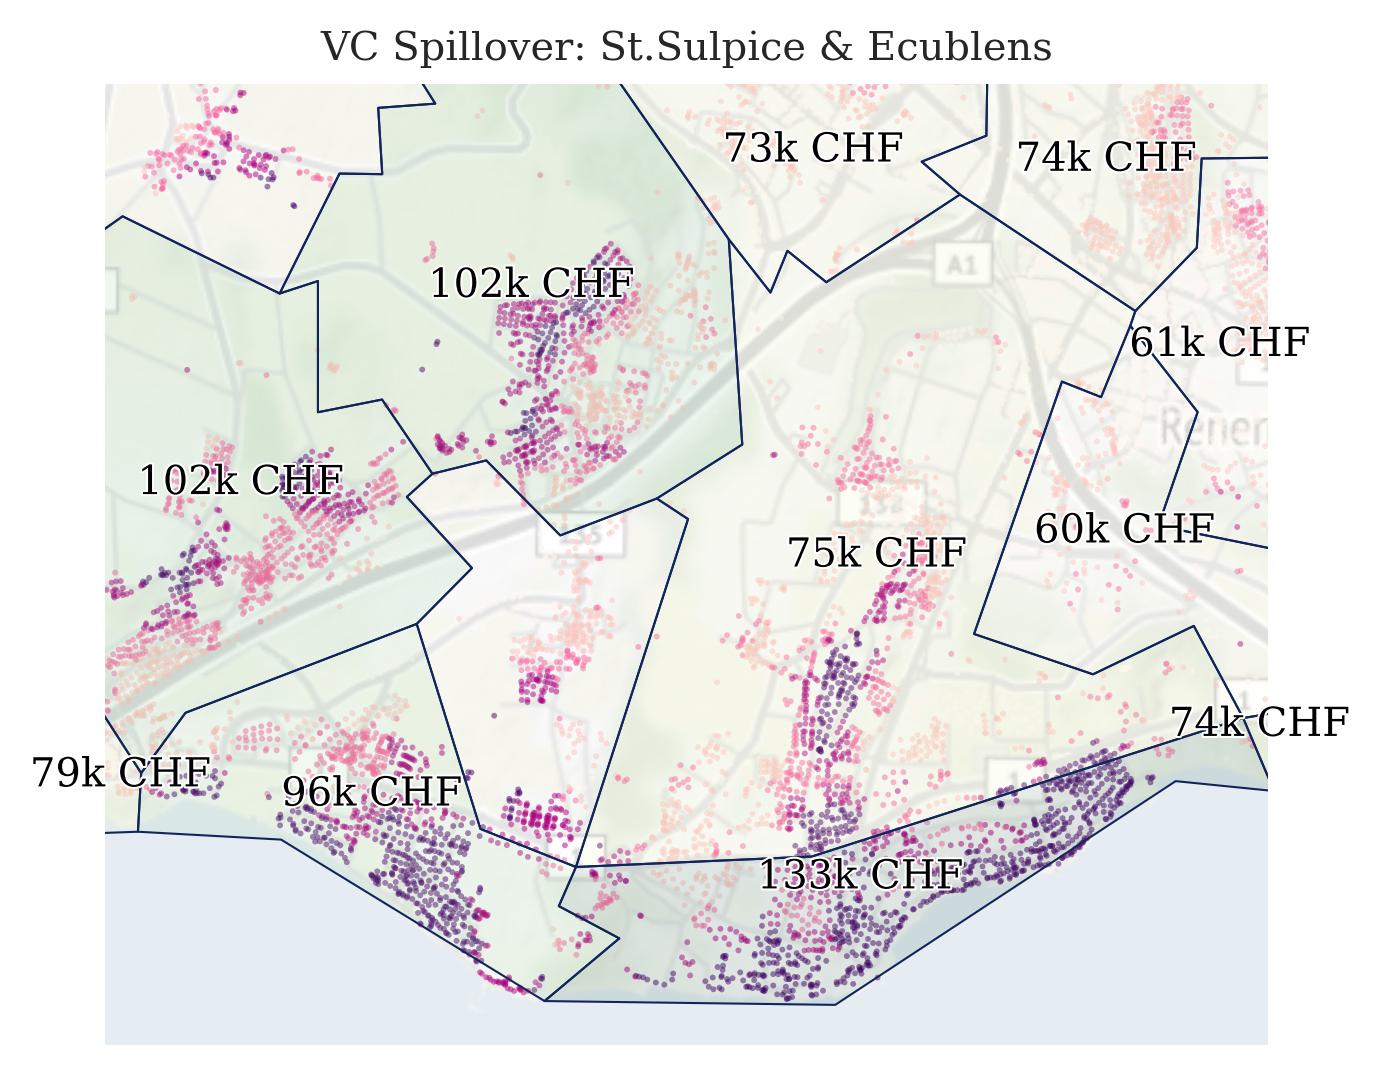 VC Spillover: St.Sulpice & Ecublens
73k CHF
74k CHF
A1
102k CHF
61k CHF
Rener
102k CHF
60k CHF
75k CHF
74k CHF
79k CHF
96k CHF
133k CHF